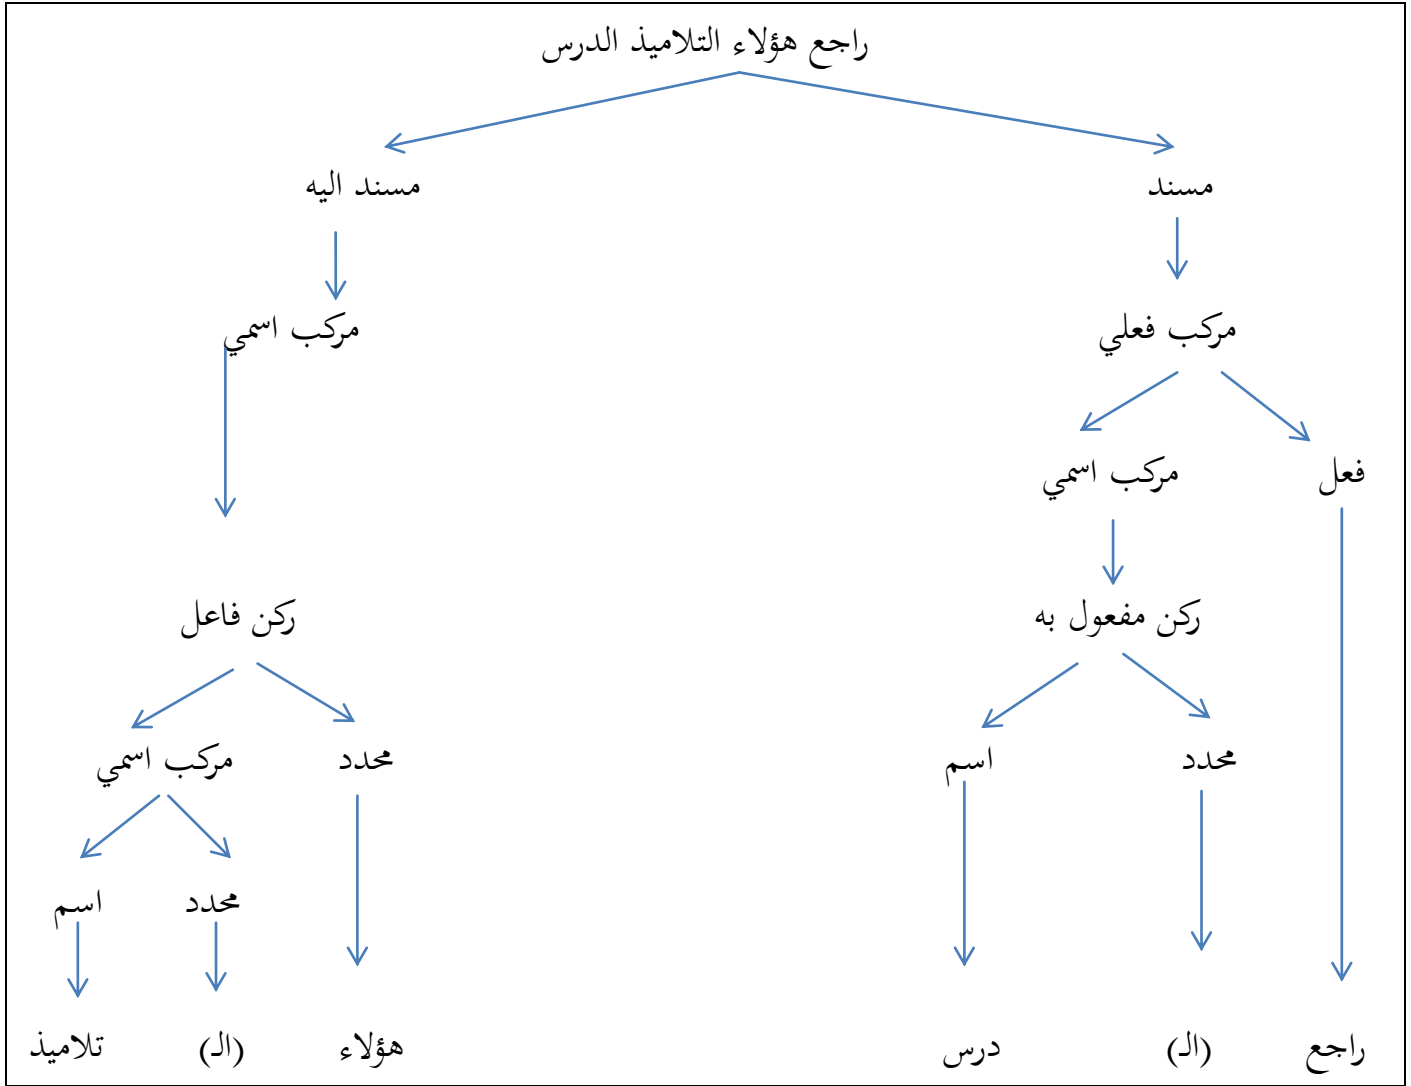 راجع هؤلاء التلاميذ الدرس
مسند مسند اليه
مركب فعلي مركب اسمي
فعل مركب اسمي
ركن مفعول به ركن فاعل
محدد اسم محدد مركب اسمي
محدد اسم
راجع (الـ) درس هؤلاء (الـ) تلاميذ